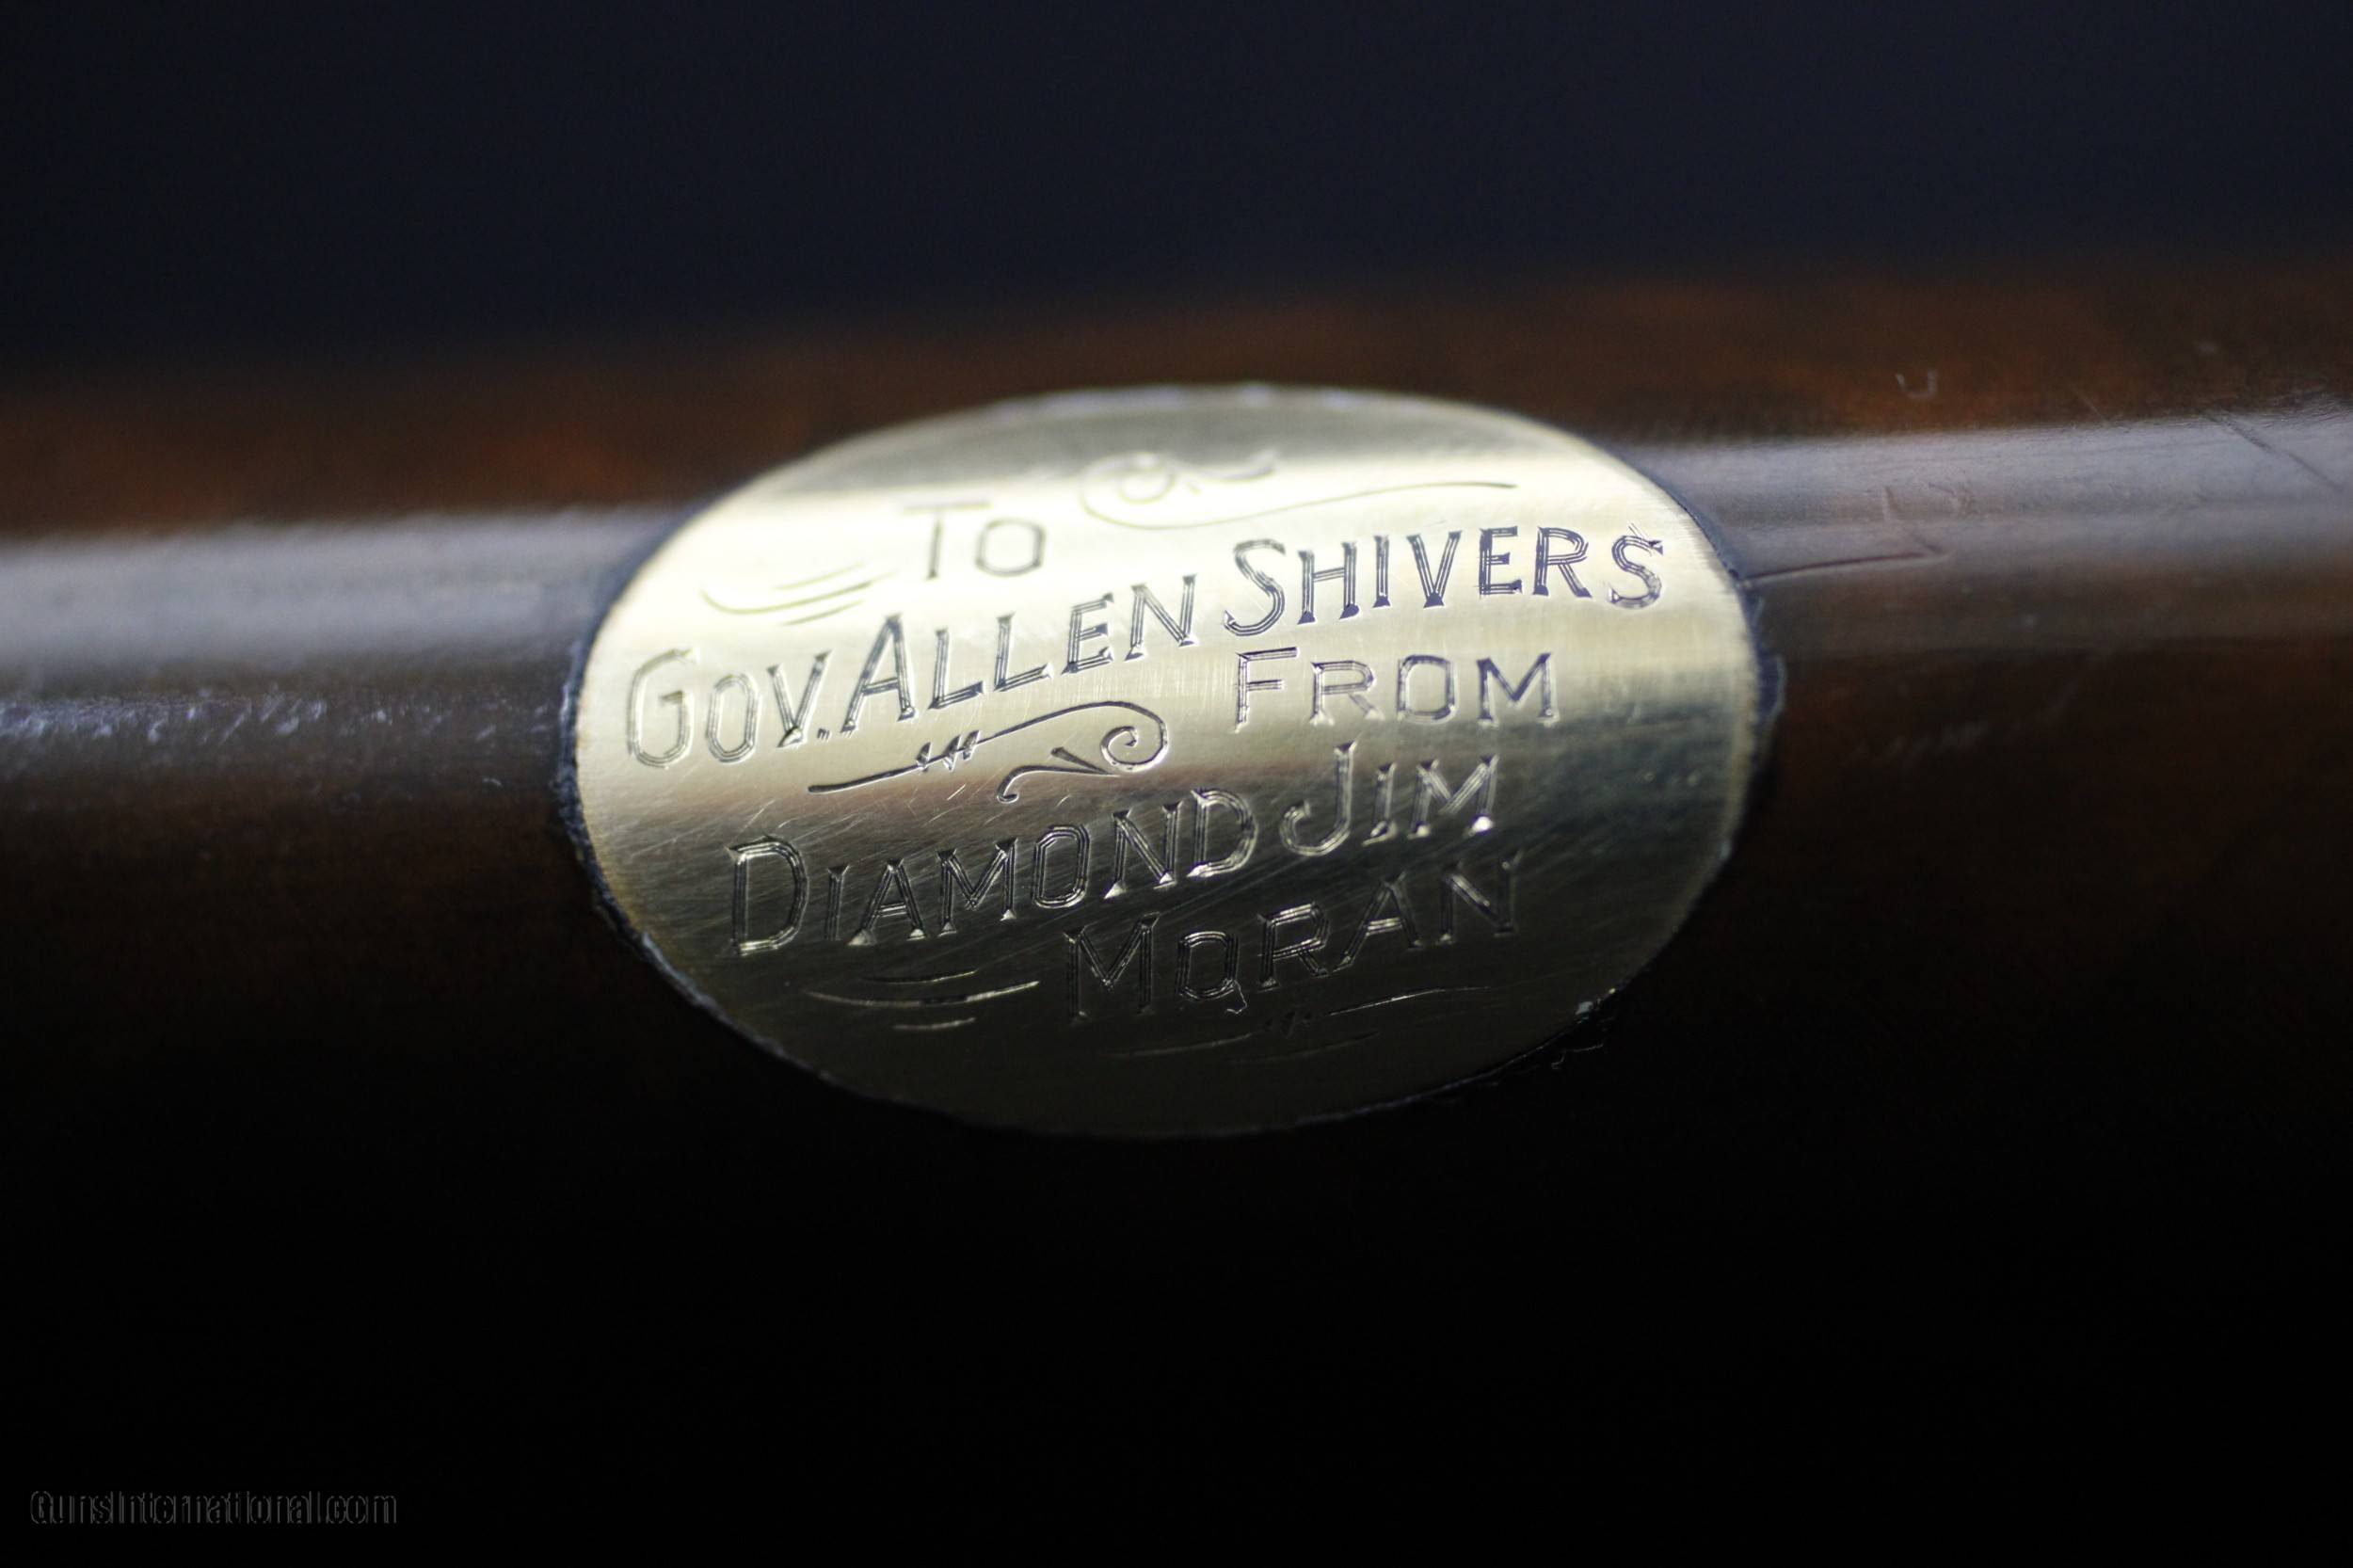 To
Gov. Allen Shivers
From
Diamond Jim
Moran
GunsInternational.com